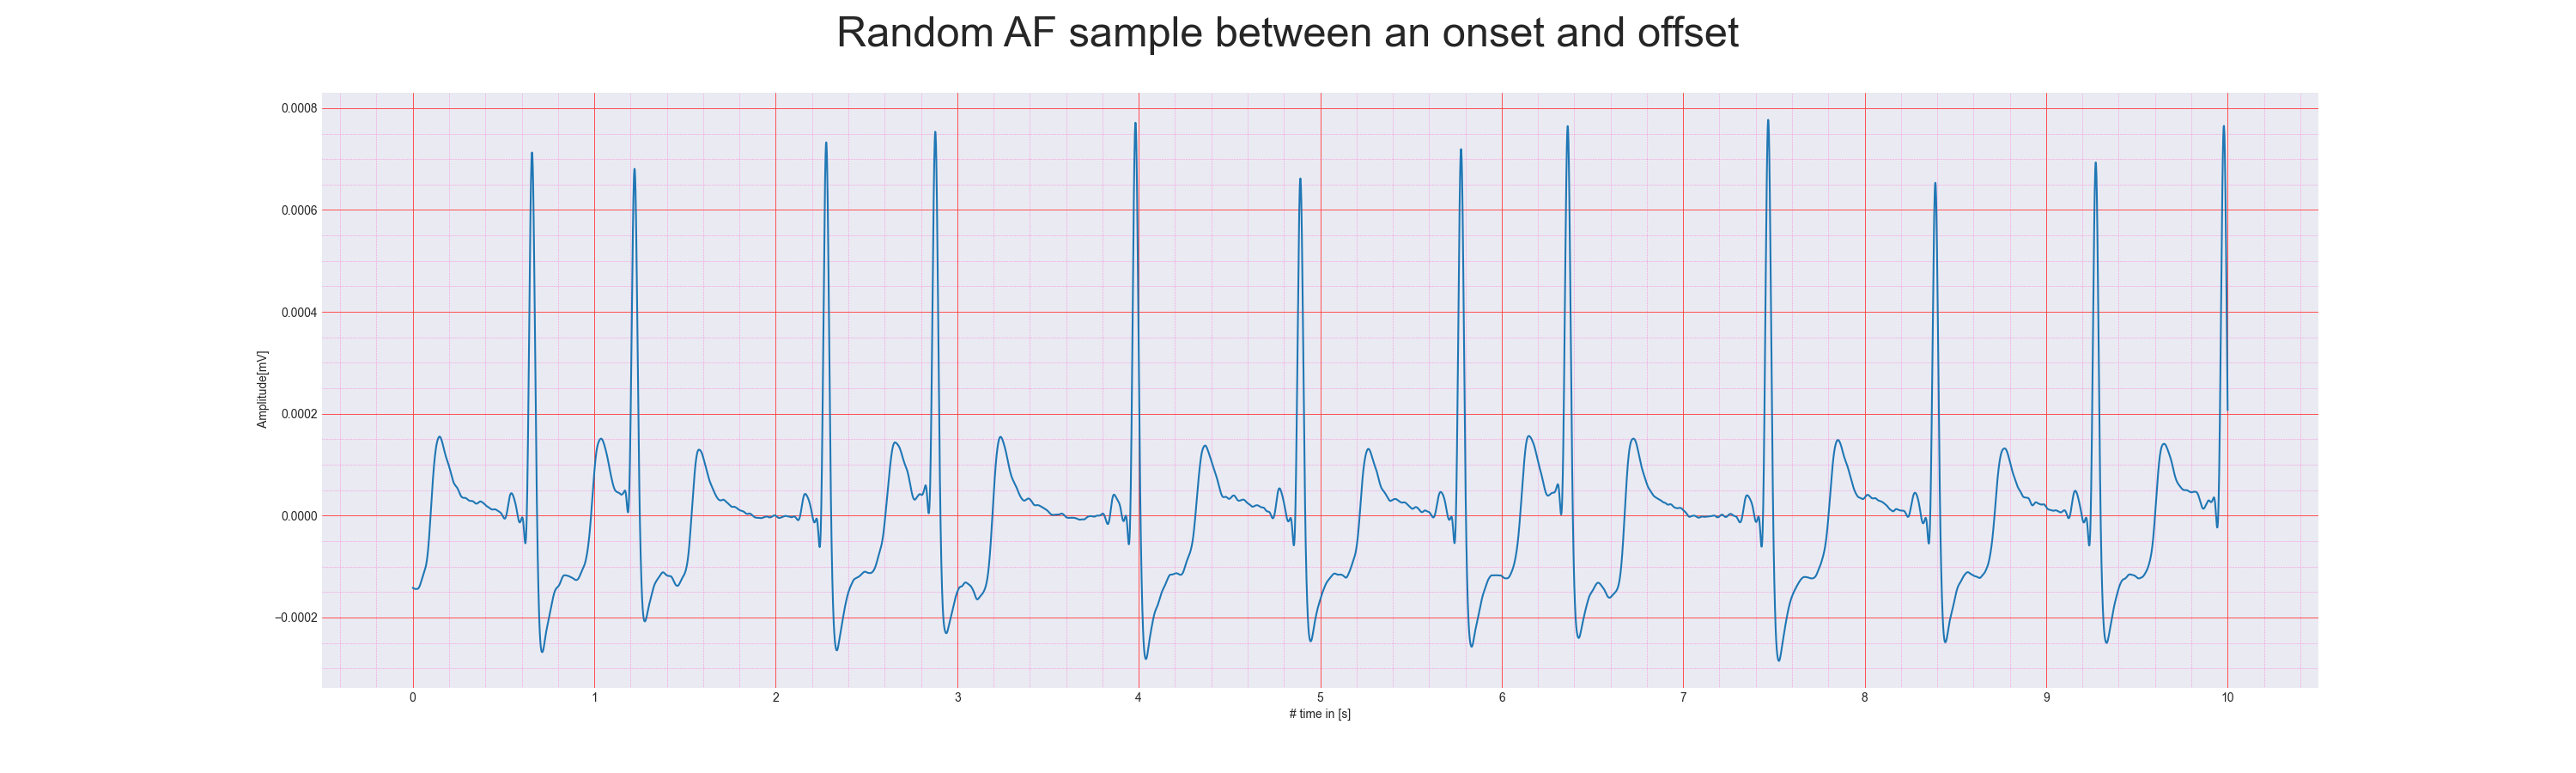 Random AF sample between an onset and offset
0.0008
0.0006
0.0004
0.0002
0.0000
−0.0002
Amplitude[mV]
0 1 2 3 4 5 6 7 8 9 10
# time in [s]